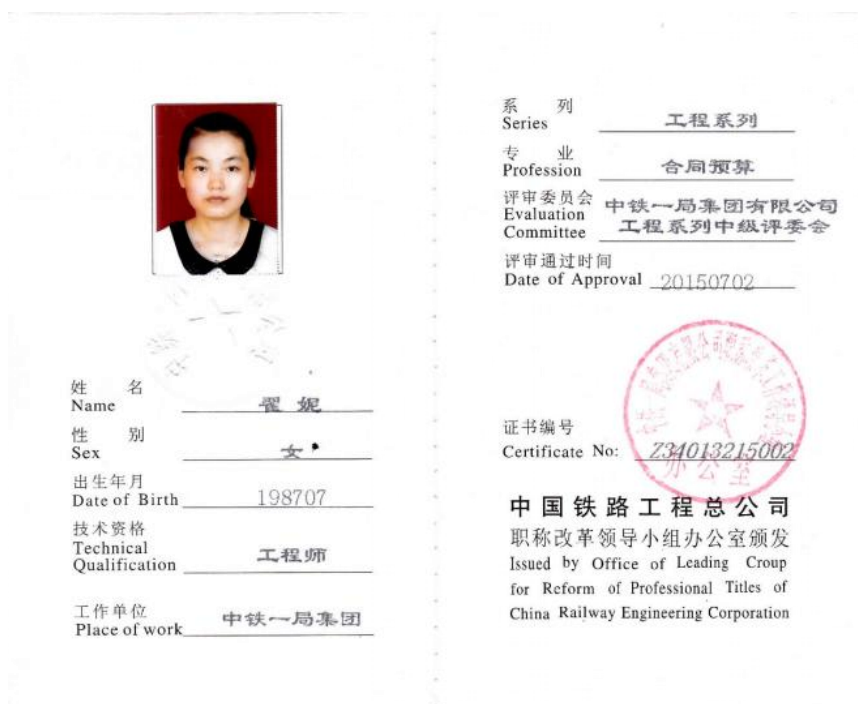 姓 名
Name 翟 妮
性 别
Sex 女
出生年月
Date of Birth 198707
技术资格
Technical
Qualification 工程师
工作单位
Place of work 中铁一局集团
系 列
Series 工程系列
专 业
Profession 合同预算
评审委员会
Evaluation 中铁一局集团有限公司
Committee 工程系列中级评委会
评审通过时间
Date of Approval 20150702
证书编号
Certificate No: Z34013215002
办公室
中国铁路工程总公司
职称改革领导小组办公室颁发
Issued by Office of Leading Croup
for Reform of Professional Titles of
China Railway Engineering Corporation